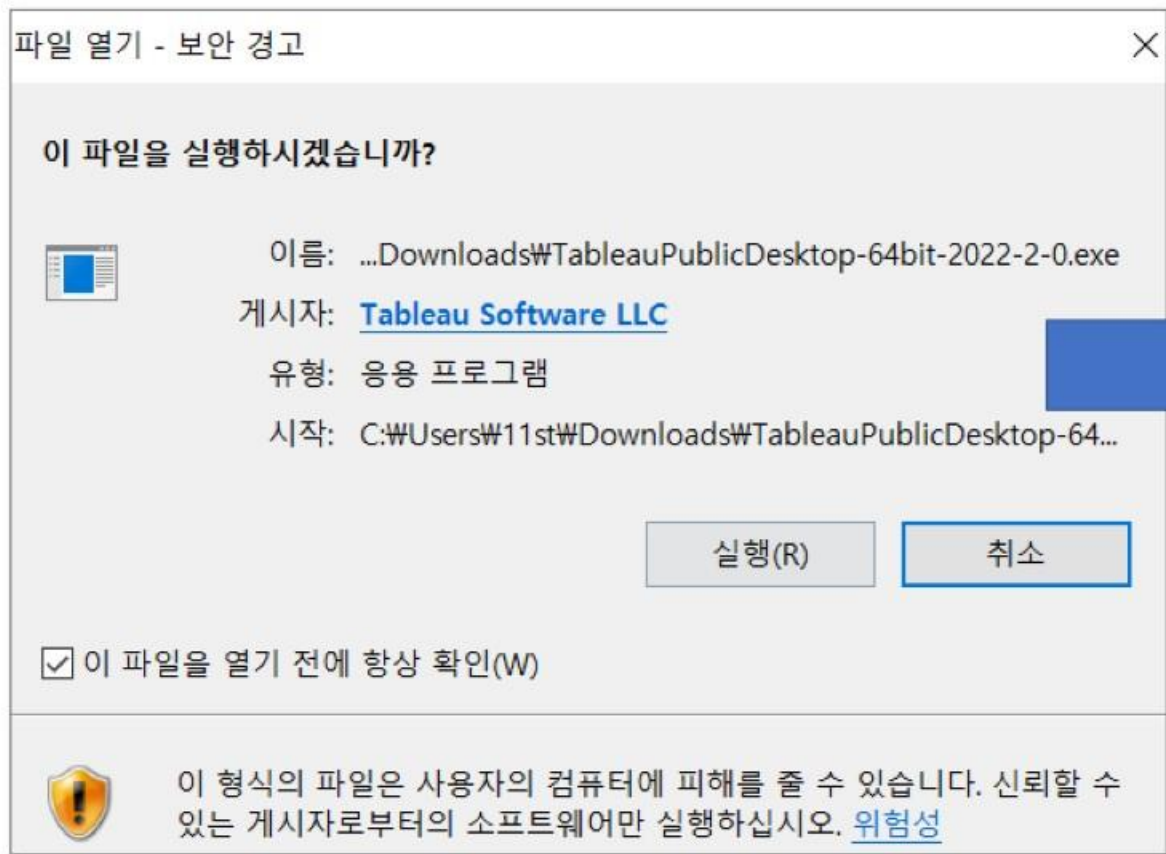 파일 열기 - 보안 경고
이 파일을 실행하시겠습니까?
이름: ...Downloads₩TableauPublicDesktop-64bit-2022-2-0.exe
게시자: Tableau Software LLC
유형: 응용 프로그램
시작: C:₩Users₩11st₩Downloads₩TableauPublicDesktop-64...
실행(R) 취소
이 파일을 열기 전에 항상 확인(W)
이 형식의 파일은 사용자의 컴퓨터에 피해를 줄 수 있습니다. 신뢰할 수
있는 게시자로부터의 소프트웨어만 실행하십시오. 위험성